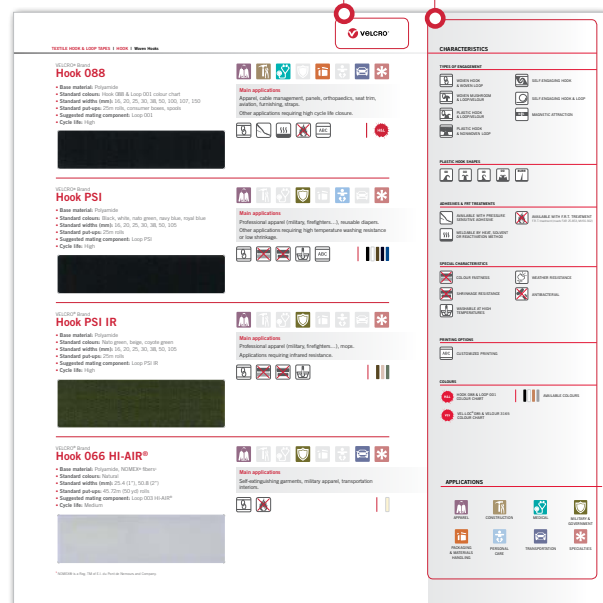 VELCRO
TEXTILE HOOK & LOOP TAPES I HOOK I Woven Hooks
VELCRO® Brand
Hook 088
• Base material: Polyamide
• Standard colours: Hook 088 & Loop 001 colour chart
• Standard widths (mm): 16, 20, 25, 30, 38, 50, 100, 107, 150
• Standard put-ups: 25m rolls, consumer boxes, spools
• Suggested mating component: Loop 001
• Cycle life: High
Main applications
Apparel, cable management, panels, orthopaedics, seat trim,
aviation, furnishing, straps.
Other applications requiring high cycle life closure.
ABC
H&L
VELCRO® Brand
Hook PSI
• Base material: Polyamide
• Standard colours: Black, white, nato green, navy blue, royal blue
• Standard widths (mm): 16, 20, 25, 30, 38, 50, 105
• Standard put-ups: 25m rolls
• Suggested mating component: Loop PSI
• Cycle life: High
Main applications
Professional apparel (military, firefighters...), reusable diapers.
Other applications requiring high temperature washing resistance
or low shrinkage.
ABC
VELCRO® Brand
Hook PSI IR
• Base material: Polyamide
• Standard colours: Nato green, beige, coyote green
• Standard widths (mm): 16, 20, 25, 30, 38, 50, 105
• Standard put-ups: 25m rolls
• Suggested mating component: Loop PSI IR
• Cycle life: High
Main applications
Professional apparel (military, firefighters...), mops.
Applications requiring infrared resistance.
VELCRO® Brand
Hook 066 HI-AIR®
• Base material: Polyamide, NOMEX® fibers¹
• Standard colours: Natural
• Standard widths (mm): 25.4 (1"), 50.8 (2")
• Standard put-ups: 45.72m (50 yd) rolls
• Suggested mating component: Loop 003 HI-AIR®
• Cycle life: Medium
Main applications
Self-extinguishing garments, military apparel, transportation
interiors.
CHARACTERISTICS
TYPES OF ENGAGEMENT
WOVEN HOOK
& WOVEN LOOP
SELF-ENGAGING HOOK
WOVEN MUSHROOM
& LOOP/VELOUR
SELF-ENGAGING HOOK & LOOP
PLASTIC HOOK
& LOOP/VELOUR
MAGNETIC ATTRACTION
PLASTIC HOOK
& NONWOVEN LOOP
PLASTIC HOOK SHAPES
ADHESIVES & FRT TREATMENTS
AVAILABLE WITH PRESSURE
SENSITIVE ADHESIVE
AVAILABLE WITH F.R.T. TREATMENT
WELDABLE BY HEAT, SOLVENT
OR REACTIVATION METHOD
SPECIAL CHARACTERISTICS
COLOUR FASTNESS
WEATHER RESISTANCE
SHRINKAGE RESISTANCE
ANTIBACTERIAL
WASHABLE AT HIGH
TEMPERATURES
PRINTING OPTIONS
ABC
CUSTOMIZED PRINTING
COLOURS
H&L
HOOK 088 & LOOP 001
COLOUR CHART
AVAILABLE COLOURS
COLOUR CHART
APPLICATIONS
APPAREL
CONSTRUCTION
MEDICAL
MILITARY &
GOVERNMENT
PACKAGING
& MATERIALS
HANDLING
PERSONAL
CARE
TRANSPORTATION
SPECIALTIES